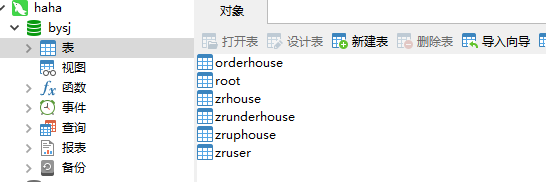 haha
bysj
表
视图
函数
事件
查询
报表
备份
对象
打开表 设计表 新建表 删除表 导入向导
orderhouse
root
zrhouse
zrunderhouse
zruphouse
zruser